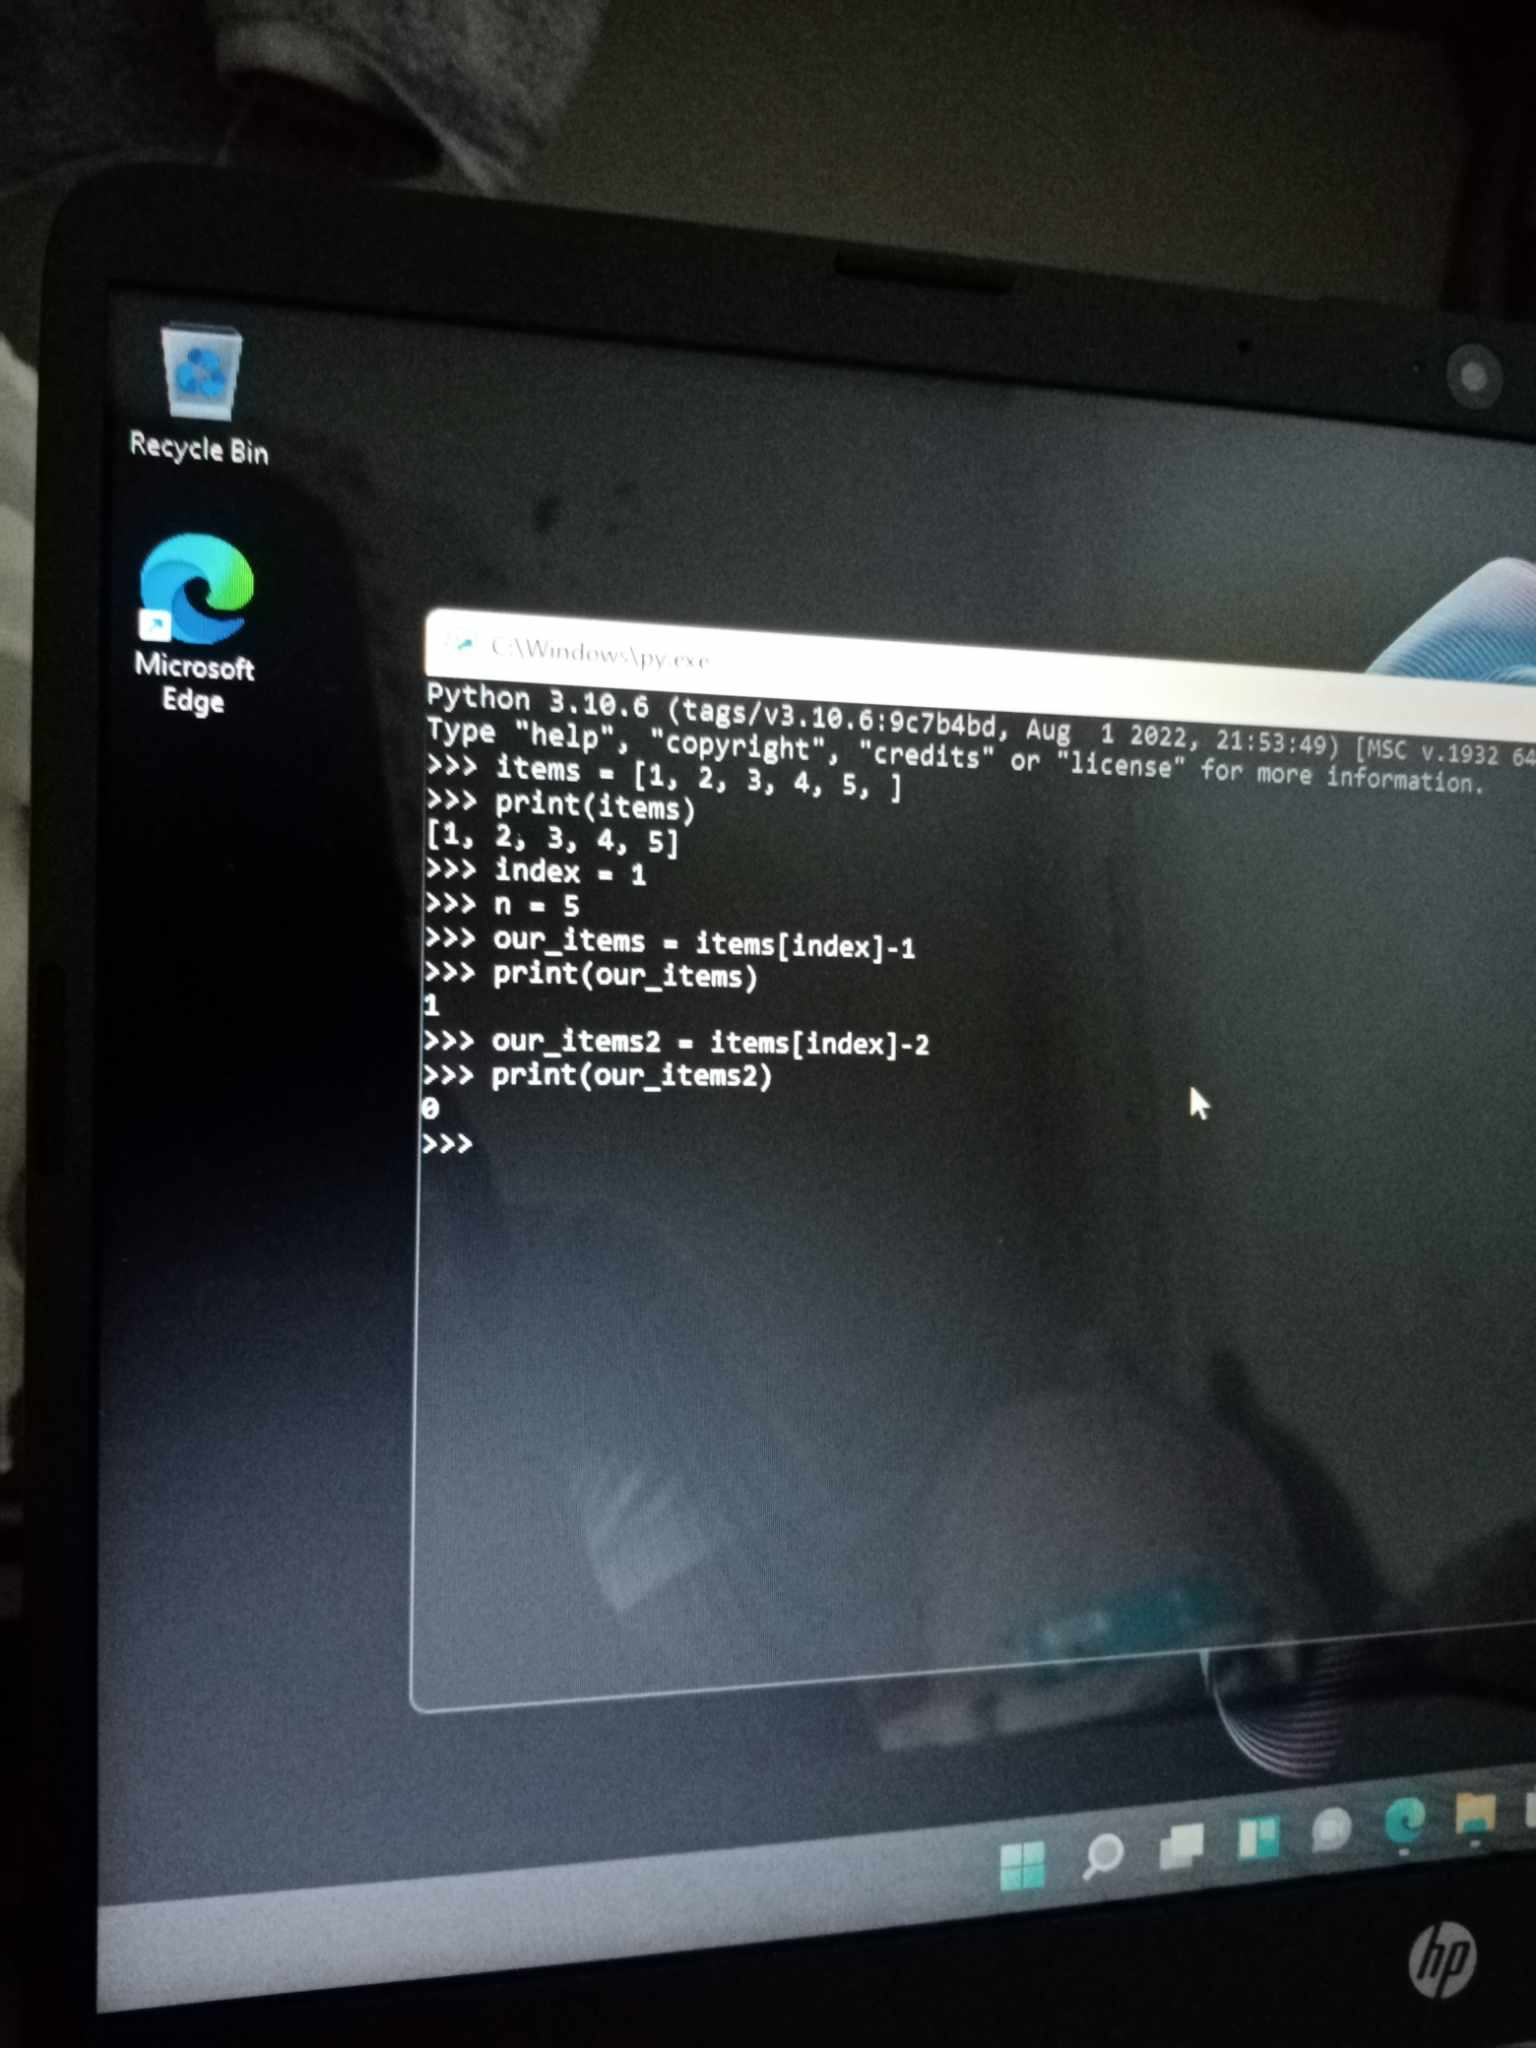 Recycle Bin
Microsoft
Edge
C:\Windows\py.exe
Python 3.10.6 (tags/v3.10.6:9c7b4bd, Aug  1 2022, 21:53:49) [MSC v.1932 64
Type "help", "copyright", "credits" or "license" for more information.
>>> items = [1, 2, 3, 4, 5, ]
>>> print(items)
[1, 2, 3, 4, 5]
>>> index = 1
>>> n = 5
>>> our_items = items[index]-1
>>> print(our_items)
1
>>> our_items2 = items[index]-2
>>> print(our_items2)
0
>>>
hp